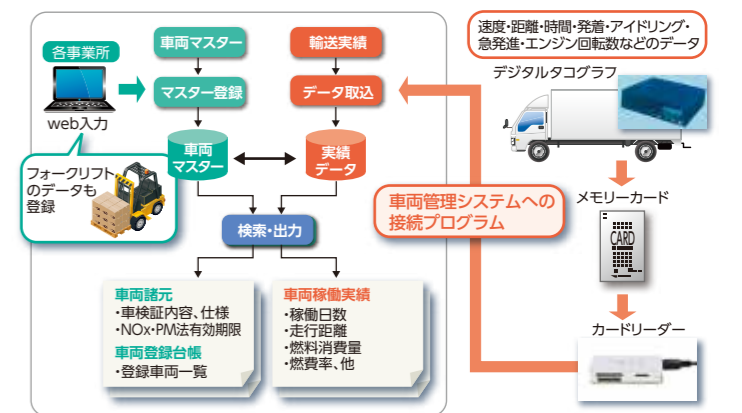 各事業所
web入力
フォークリフト
のデータも
登録
車両マスター
マスター登録
車両
マスター
輸送実績
データ取込
実績
データ
検索・出力
車両諸元
・車検証内容、仕様
・NOx・PM法有効期限
車両登録台帳
・登録車両一覧
車両稼働実績
・稼働日数
・走行距離
・燃料消費量
・燃費率、他
速度・距離・時間・発着・アイドリング・
急発進・エンジン回転数などのデータ
デジタルタコグラフ
車両管理システムへの
接続プログラム
メモリーカード
CARD
カードリーダー